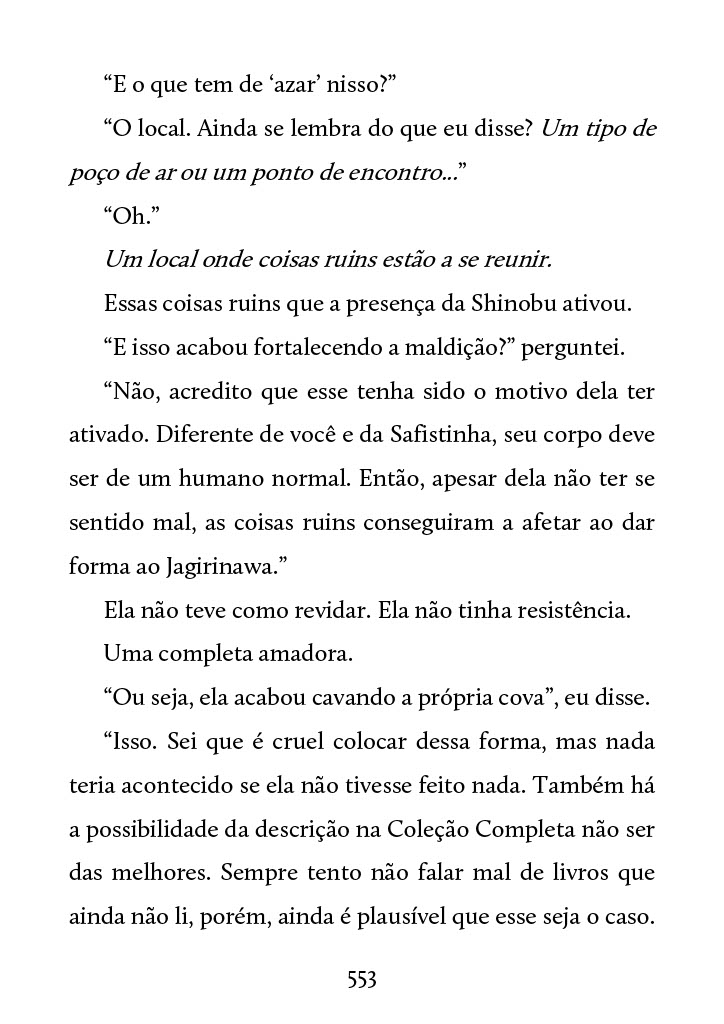 “E o que tem de ‘azar’ nisso?”
“O local. Ainda se lembra do que eu disse? Um tipo de
poço de ar ou um ponto de encontro...”
“Oh.”
Um local onde coisas ruins estão a se reunir.
Essas coisas ruins que a presença da Shinobu ativou.
“E isso acabou fortalecendo a maldição?” perguntei.
“Não, acredito que esse tenha sido o motivo dela ter
ativado. Diferente de você e da Safistinha, seu corpo deve
ser de um humano normal. Então, apesar dela não ter se
sentido mal, as coisas ruins conseguiram a afetar ao dar
forma ao Jagirinawa.”
Ela não teve como revidar. Ela não tinha resistência.
Uma completa amadora.
“Ou seja, ela acabou cavando a própria cova”, eu disse.
“Isso. Sei que é cruel colocar dessa forma, mas nada
teria acontecido se ela não tivesse feito nada. Também há
a possibilidade da descrição na Coleção Completa não ser
das melhores. Sempre tento não falar mal de livros que
ainda não li, porém, ainda é plausível que esse seja o caso.
553